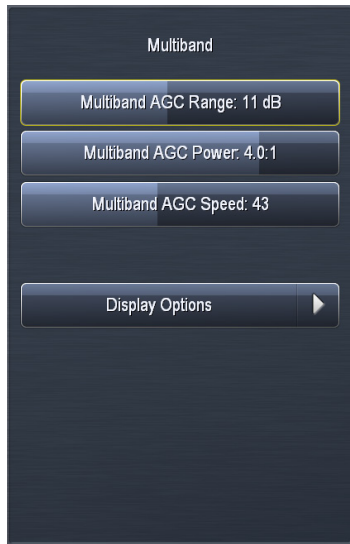 Multiband
Multiband AGC Range: 11 dB
Multiband AGC Power: 4.0:1
Multiband AGC Speed: 43
Display Options